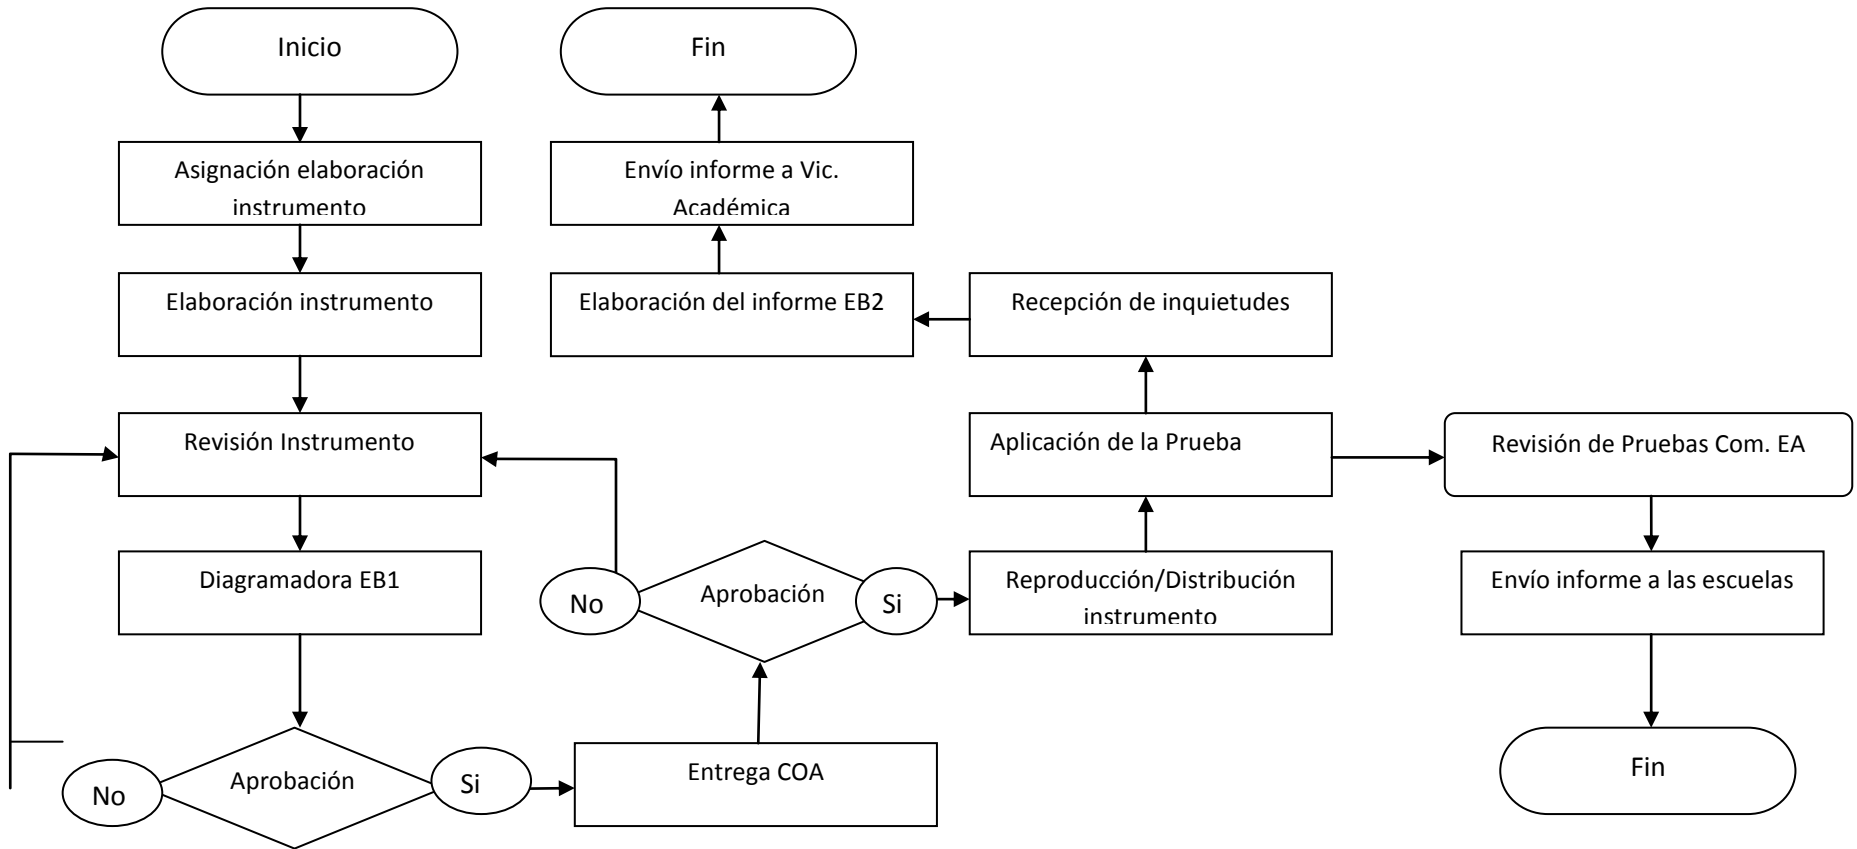 Inicio
Fin
Asignación elaboración
instrumento
Envío informe a Vic.
Académica
Elaboración instrumento
Elaboración del informe EB2
Recepción de inquietudes
Revisión Instrumento
Aplicación de la Prueba
Revisión de Pruebas Com. EA
Diagramadora EB1
No
Aprobación
Si
Reproducción/Distribución
instrumento
Envío informe a las escuelas
No
Aprobación
Si
Entrega COA
Fin